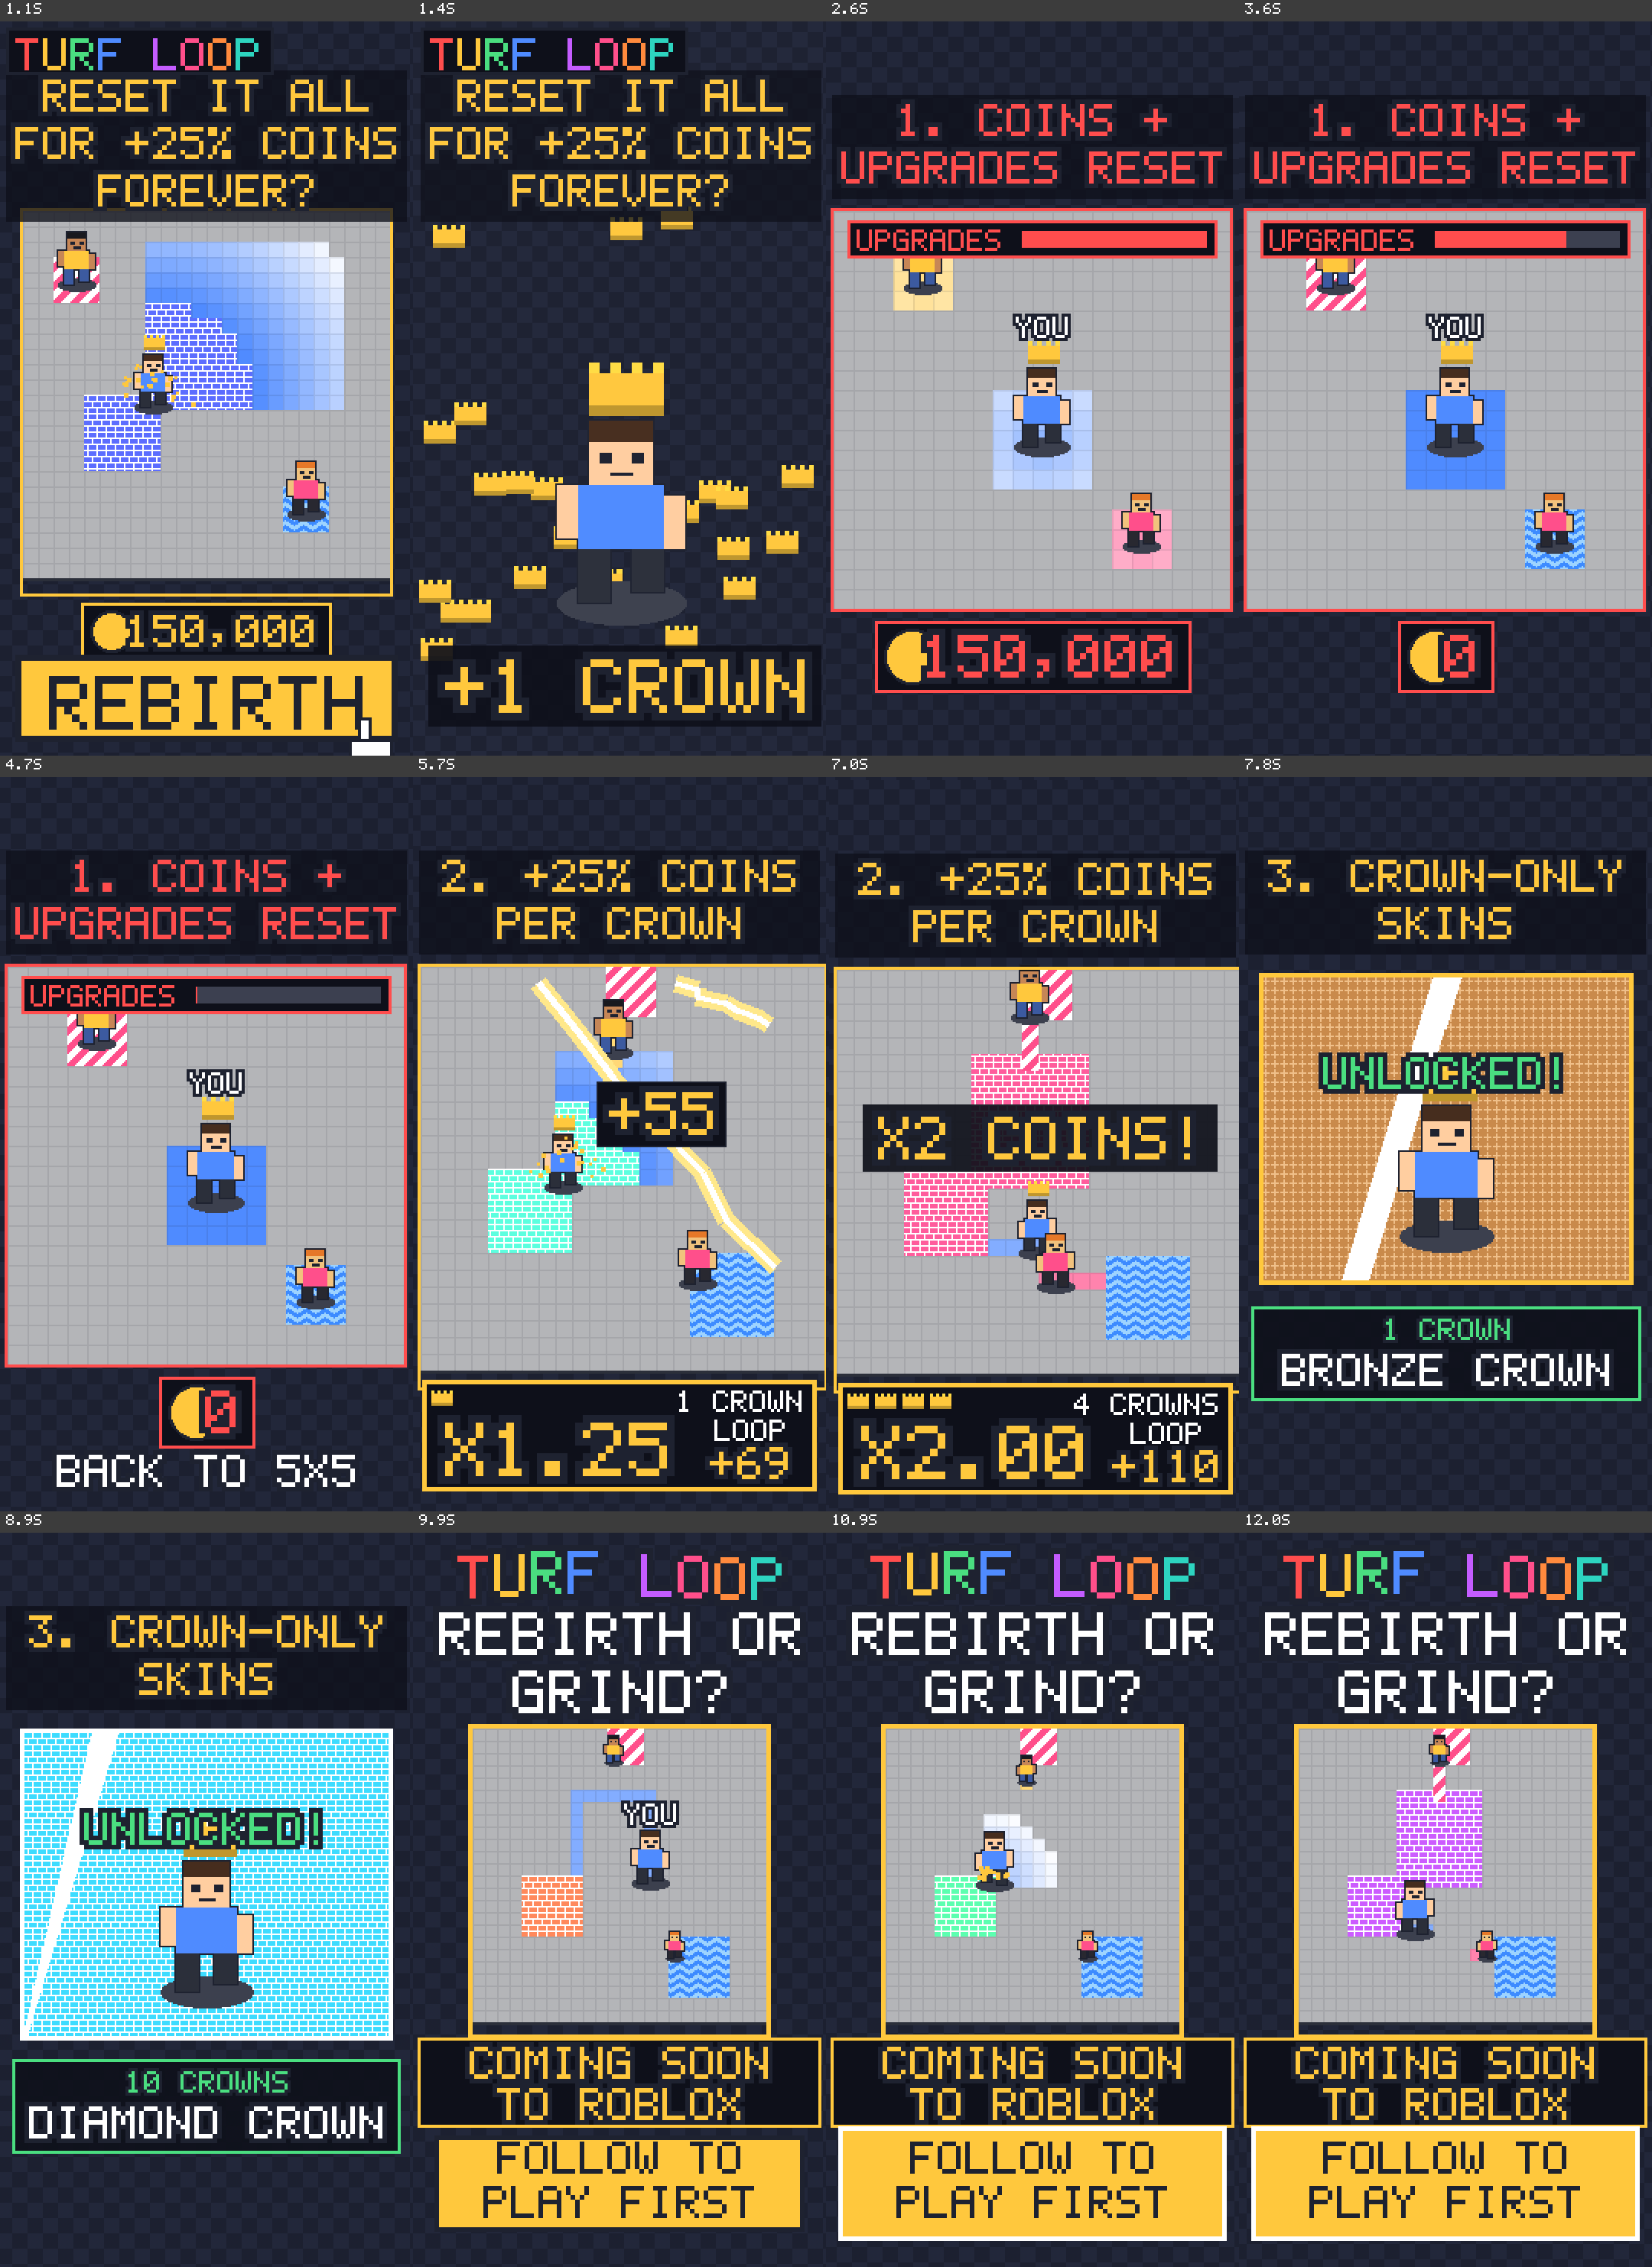 1.1S
TURF LOOP
RESET IT ALL
FOR +25% COINS
FOREVER?
150,000
REBIRTH
1.4S
TURF LOOP
RESET IT ALL
FOR +25% COINS
FOREVER?
+1 CROWN
2.6S
1. COINS +
UPGRADES RESET
UPGRADES
YOU
150,000
3.6S
1. COINS +
UPGRADES RESET
UPGRADES
YOU
0
4.7S
1. COINS +
UPGRADES RESET
UPGRADES
YOU
0
BACK TO 5X5
5.7S
2. +25% COINS
PER CROWN
+55
1 CROWN
X1.25
LOOP
+69
7.0S
2. +25% COINS
PER CROWN
X2 COINS!
4 CROWNS
X2.00
LOOP
+110
7.8S
3. CROWN-ONLY
SKINS
UNLOCKED!
1 CROWN
BRONZE CROWN
8.9S
3. CROWN-ONLY
SKINS
UNLOCKED!
10 CROWNS
DIAMOND CROWN
9.9S
TURF LOOP
REBIRTH OR
GRIND?
YOU
COMING SOON
TO ROBLOX
FOLLOW TO
PLAY FIRST
10.9S
TURF LOOP
REBIRTH OR
GRIND?
COMING SOON
TO ROBLOX
FOLLOW TO
PLAY FIRST
12.0S
TURF LOOP
REBIRTH OR
GRIND?
COMING SOON
TO ROBLOX
FOLLOW TO
PLAY FIRST